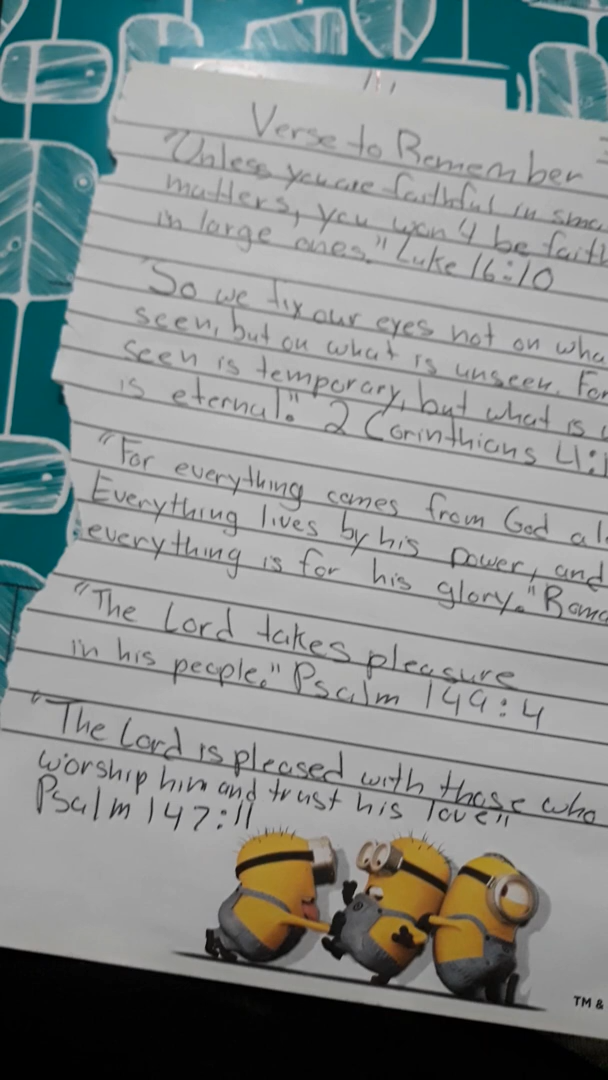 Verse to Remember
"Unless you are faithful in sma
matters, you won't be faith
in large ones." Luke 16:10
"So we fix our eyes not on wha
seen, but on what is unseen. For
seen is temporary, but what is
is eternal." 2 Corinthians 4:1
"For everything comes from God al
Everything lives by his power, and
everything is for his glory." Roma
"The Lord takes pleasure
in his people." Psalm 149:4
"The Lord is pleased with those who
worship him and trust his love"
Psalm 147:11
TM &